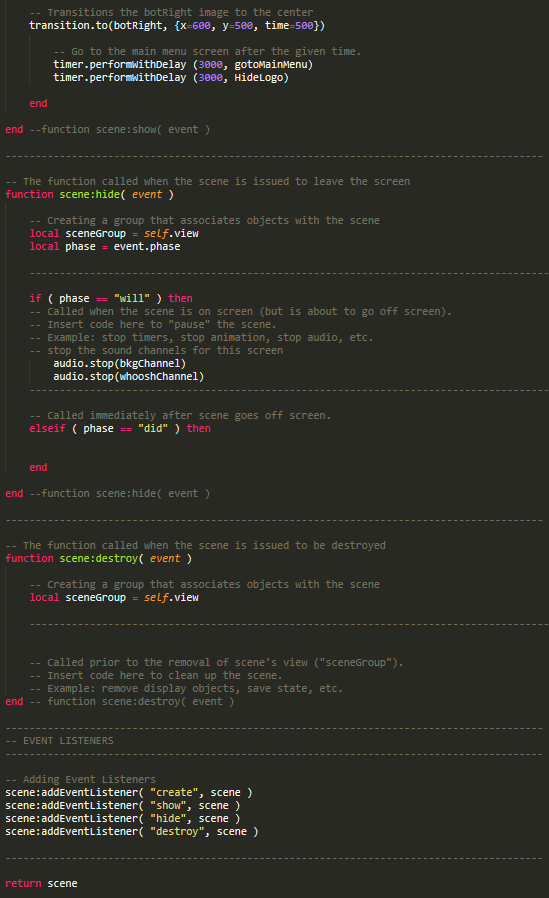 -- Transitions the botRight image to the center
transition.to(botRight, {x=600, y=500, time=500})
-- Go to the main menu screen after the given time.
timer.performWithDelay (3000, gotoMainMenu)
timer.performWithDelay (3000, HideLogo)
end
end --function scene:show( event )
-----------------------------------------------------------------------------------------
-- The function called when the scene is issued to leave the screen
function scene:hide( event )
-- Creating a group that associates objects with the scene
local sceneGroup = self.view
local phase = event.phase
-----------------------------------------------------------------------------------------
if ( phase == "will" ) then
-- Called when the scene is on screen (but is about to go off screen).
-- Insert code here to "pause" the scene.
-- Example: stop timers, stop animation, stop audio, etc.
-- stop the sound channels for this screen
audio.stop(bkgChannel)
audio.stop(whooshChannel)
-----------------------------------------------------------------------------------------
-- Called immediately after scene goes off screen.
elseif ( phase == "did" ) then
end
end --function scene:hide( event )
-----------------------------------------------------------------------------------------
-- The function called when the scene is issued to be destroyed
function scene:destroy( event )
-- Creating a group that associates objects with the scene
local sceneGroup = self.view
-----------------------------------------------------------------------------------------
-- Called prior to the removal of scene's view ("sceneGroup").
-- Insert code here to clean up the scene.
-- Example: remove display objects, save state, etc.
end -- function scene:destroy( event )
-----------------------------------------------------------------------------------------
-- EVENT LISTENERS
-----------------------------------------------------------------------------------------
-- Adding Event Listeners
scene:addEventListener( "create", scene )
scene:addEventListener( "show", scene )
scene:addEventListener( "hide", scene )
scene:addEventListener( "destroy", scene )
-----------------------------------------------------------------------------------------
return scene